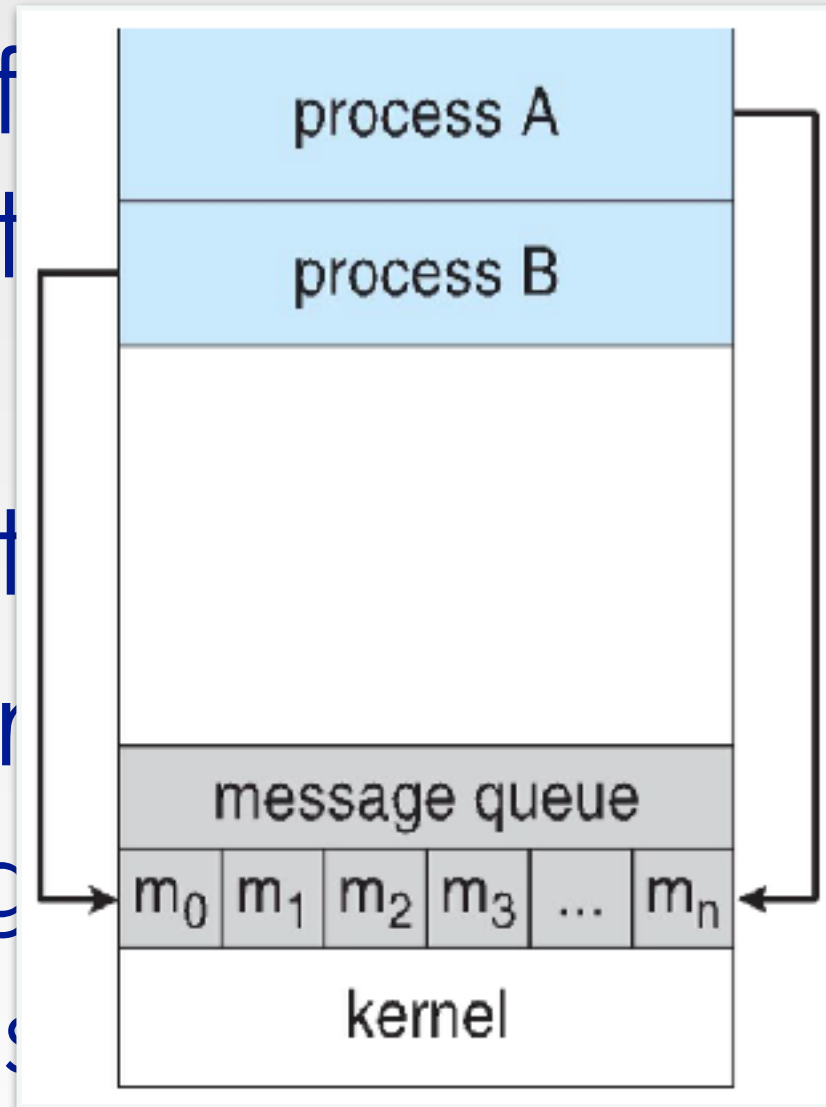 process A
process B
message queue
m₀ m₁ m₂ m₃ ... mₙ
kernel